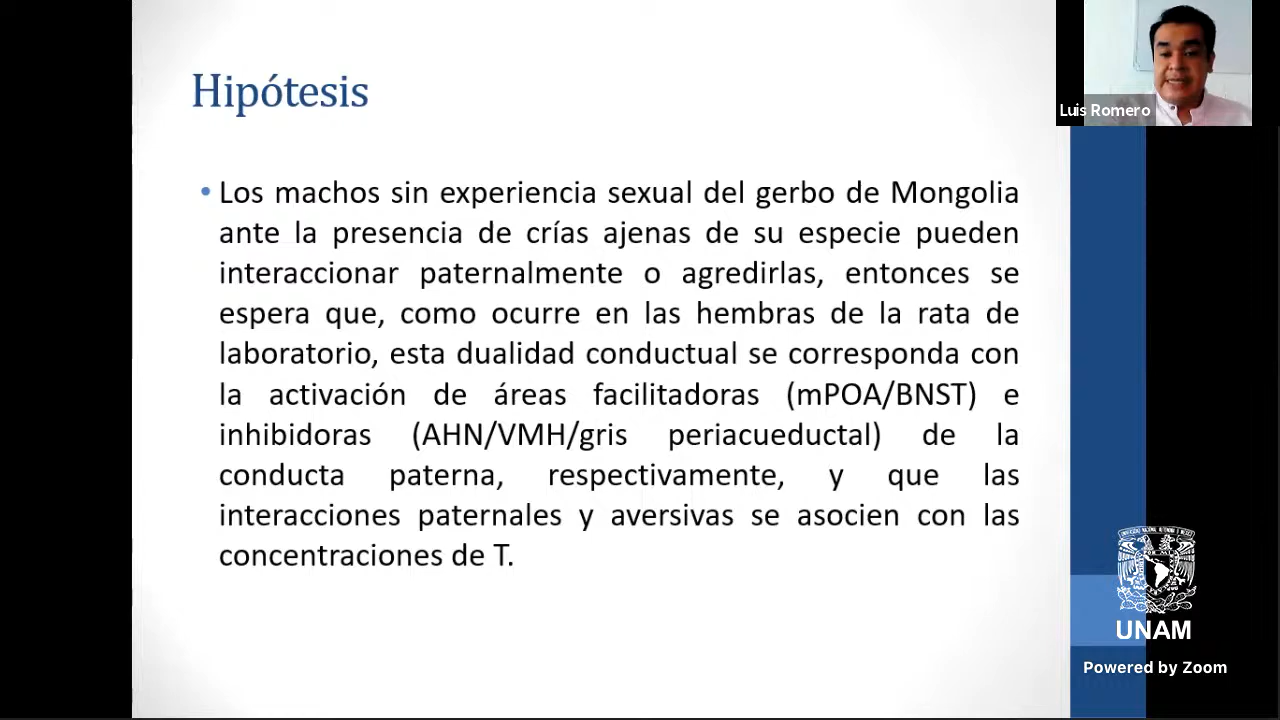 Hipótesis
• Los machos sin experiencia sexual del gerbo de Mongolia
ante la presencia de crías ajenas de su especie pueden
interaccionar paternalmente o agredirlas, entonces se
espera que, como ocurre en las hembras de la rata de
laboratorio, esta dualidad conductual se corresponda con
la activación de áreas facilitadoras (mPOA/BNST) e
inhibidoras (AHN/VMH/gris periacueductal) de la
conducta paterna, respectivamente, y que las
interacciones paternales y aversivas se asocien con las
concentraciones de T.
Luis Romero
UNAM
Powered by Zoom